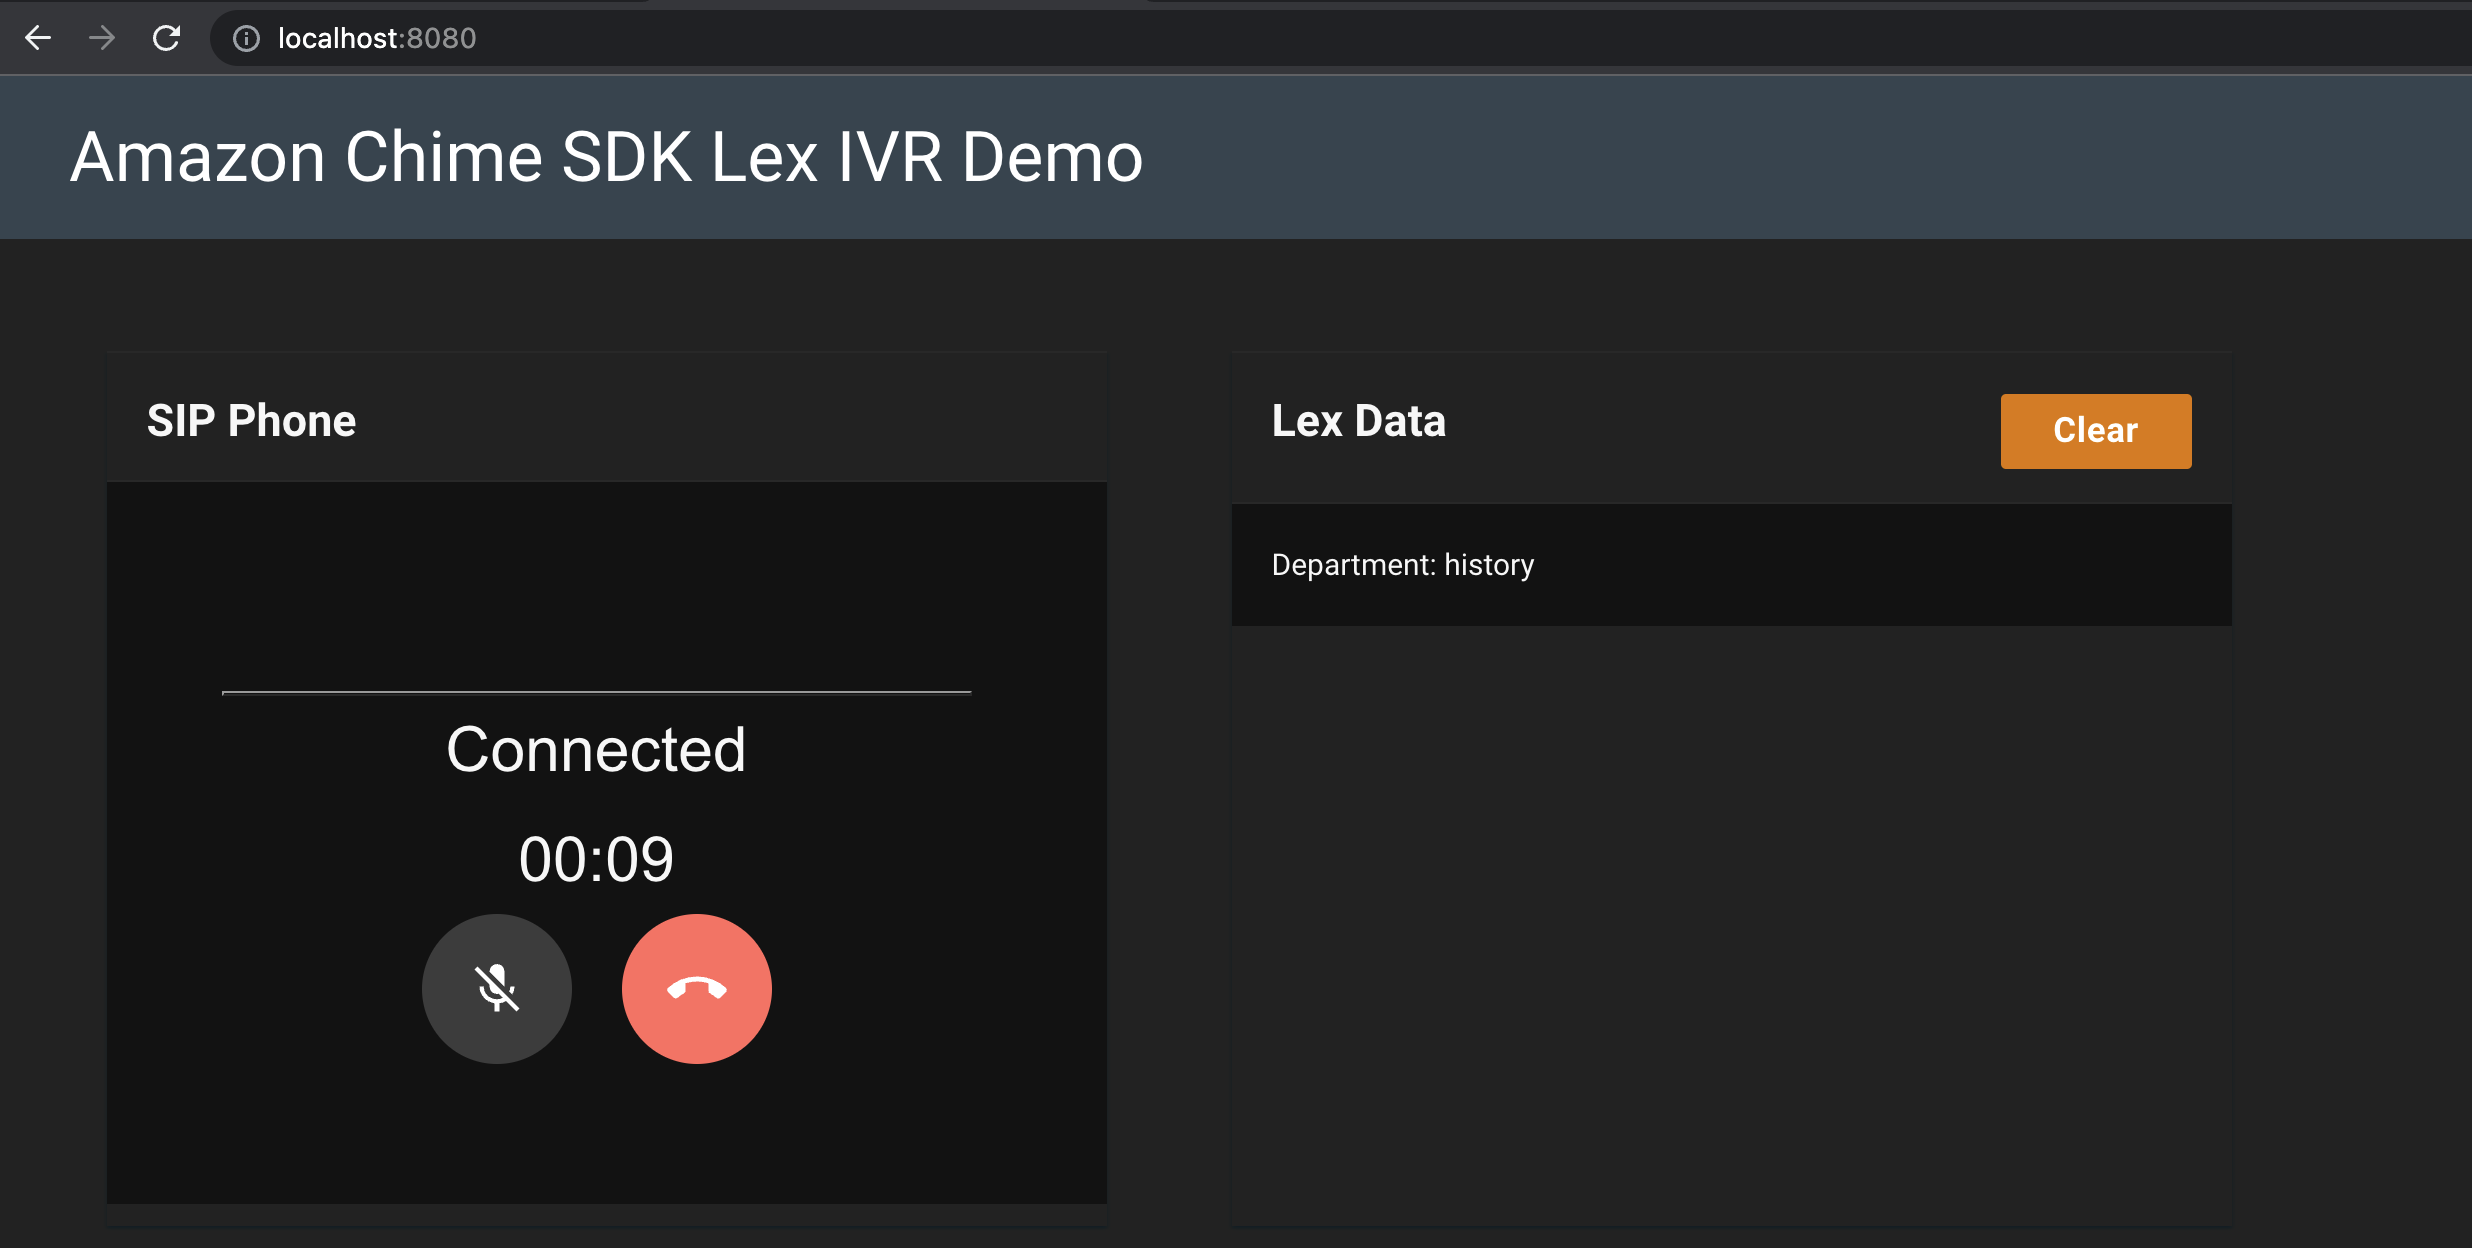 localhost:8080
Amazon Chime SDK Lex IVR Demo
SIP Phone
Connected
00:09
Lex Data
Clear
Department: history